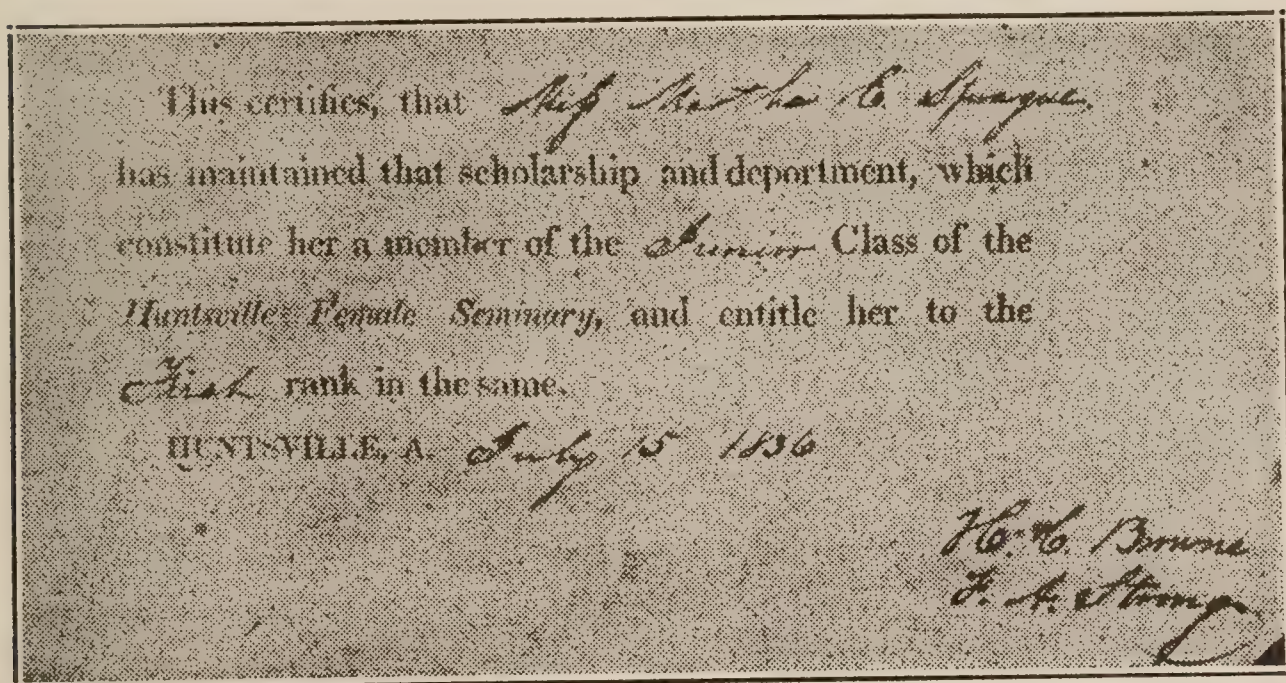 This certifies, that Miss Martha C. Sprague.
has maintained that scholarship and deportment, which
constitute her a member of the Junior Class of the
Huntsville Female Seminary, and entitle her to the
First rank in the same.
HUNTSVILLE, A. July 15 1836
H. C. Browne
F. A. Strong